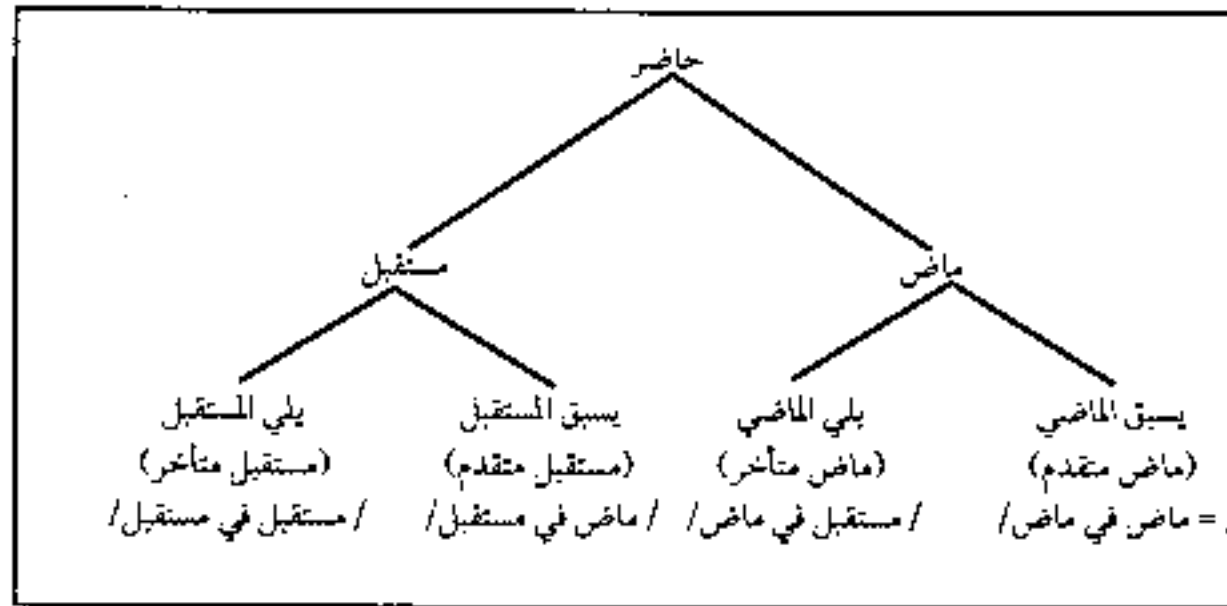 حاضر
ماض مستقبل
يسبق الماضي يلي الماضي يسبق المستقبل يلي المستقبل
(ماض متقدم) (ماض متأخر) (مستقبل متقدم) (مستقبل متأخر)
= ماض في ماض/ / مستقبل في ماض/ / ماض في مستقبل/ / مستقبل في مستقبل/